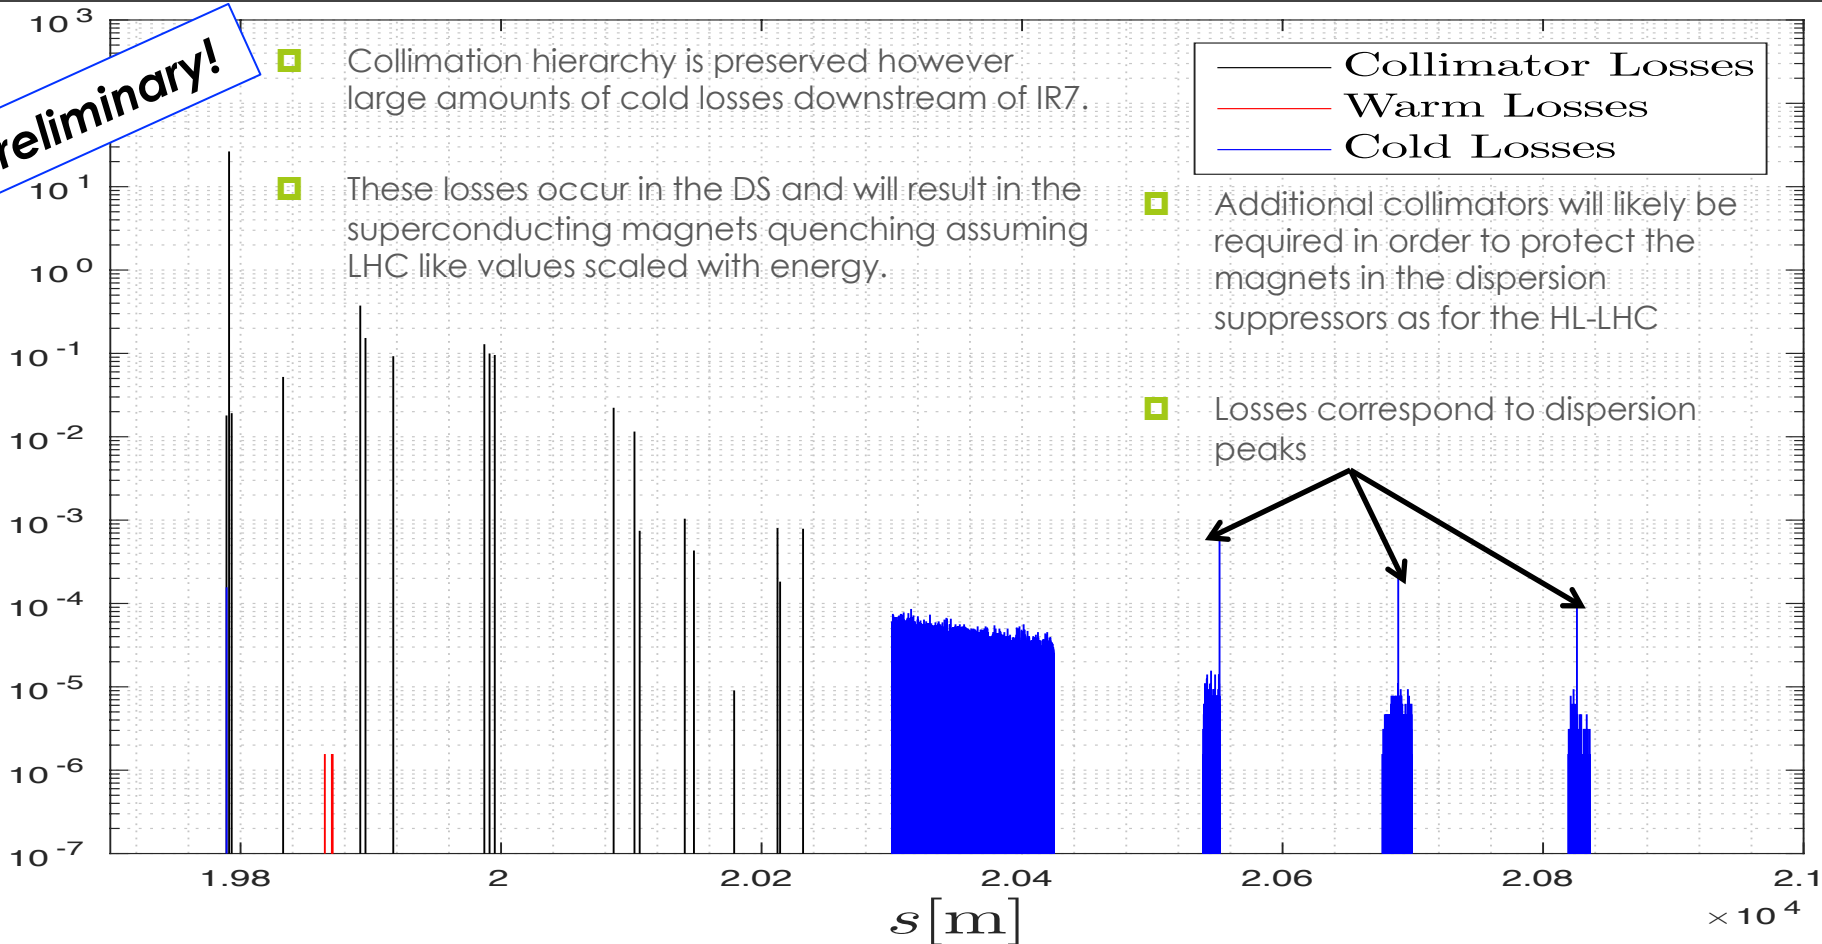 reliminary!
Collimation hierarchy is preserved however
large amounts of cold losses downstream of IR7.
These losses occur in the DS and will result in the
superconducting magnets quenching assuming
LHC like values scaled with energy.
Collimator Losses
Warm Losses
Cold Losses
Additional collimators will likely be
required in order to protect the
magnets in the dispersion
suppressors as for the HL-LHC
Losses correspond to dispersion
peaks
10^3
10^1
10^0
10^-1
10^-2
10^-3
10^-4
10^-5
10^-6
10^-7
1.98 2 2.02 2.04 2.06 2.08 2.1
×10^4
s[m]